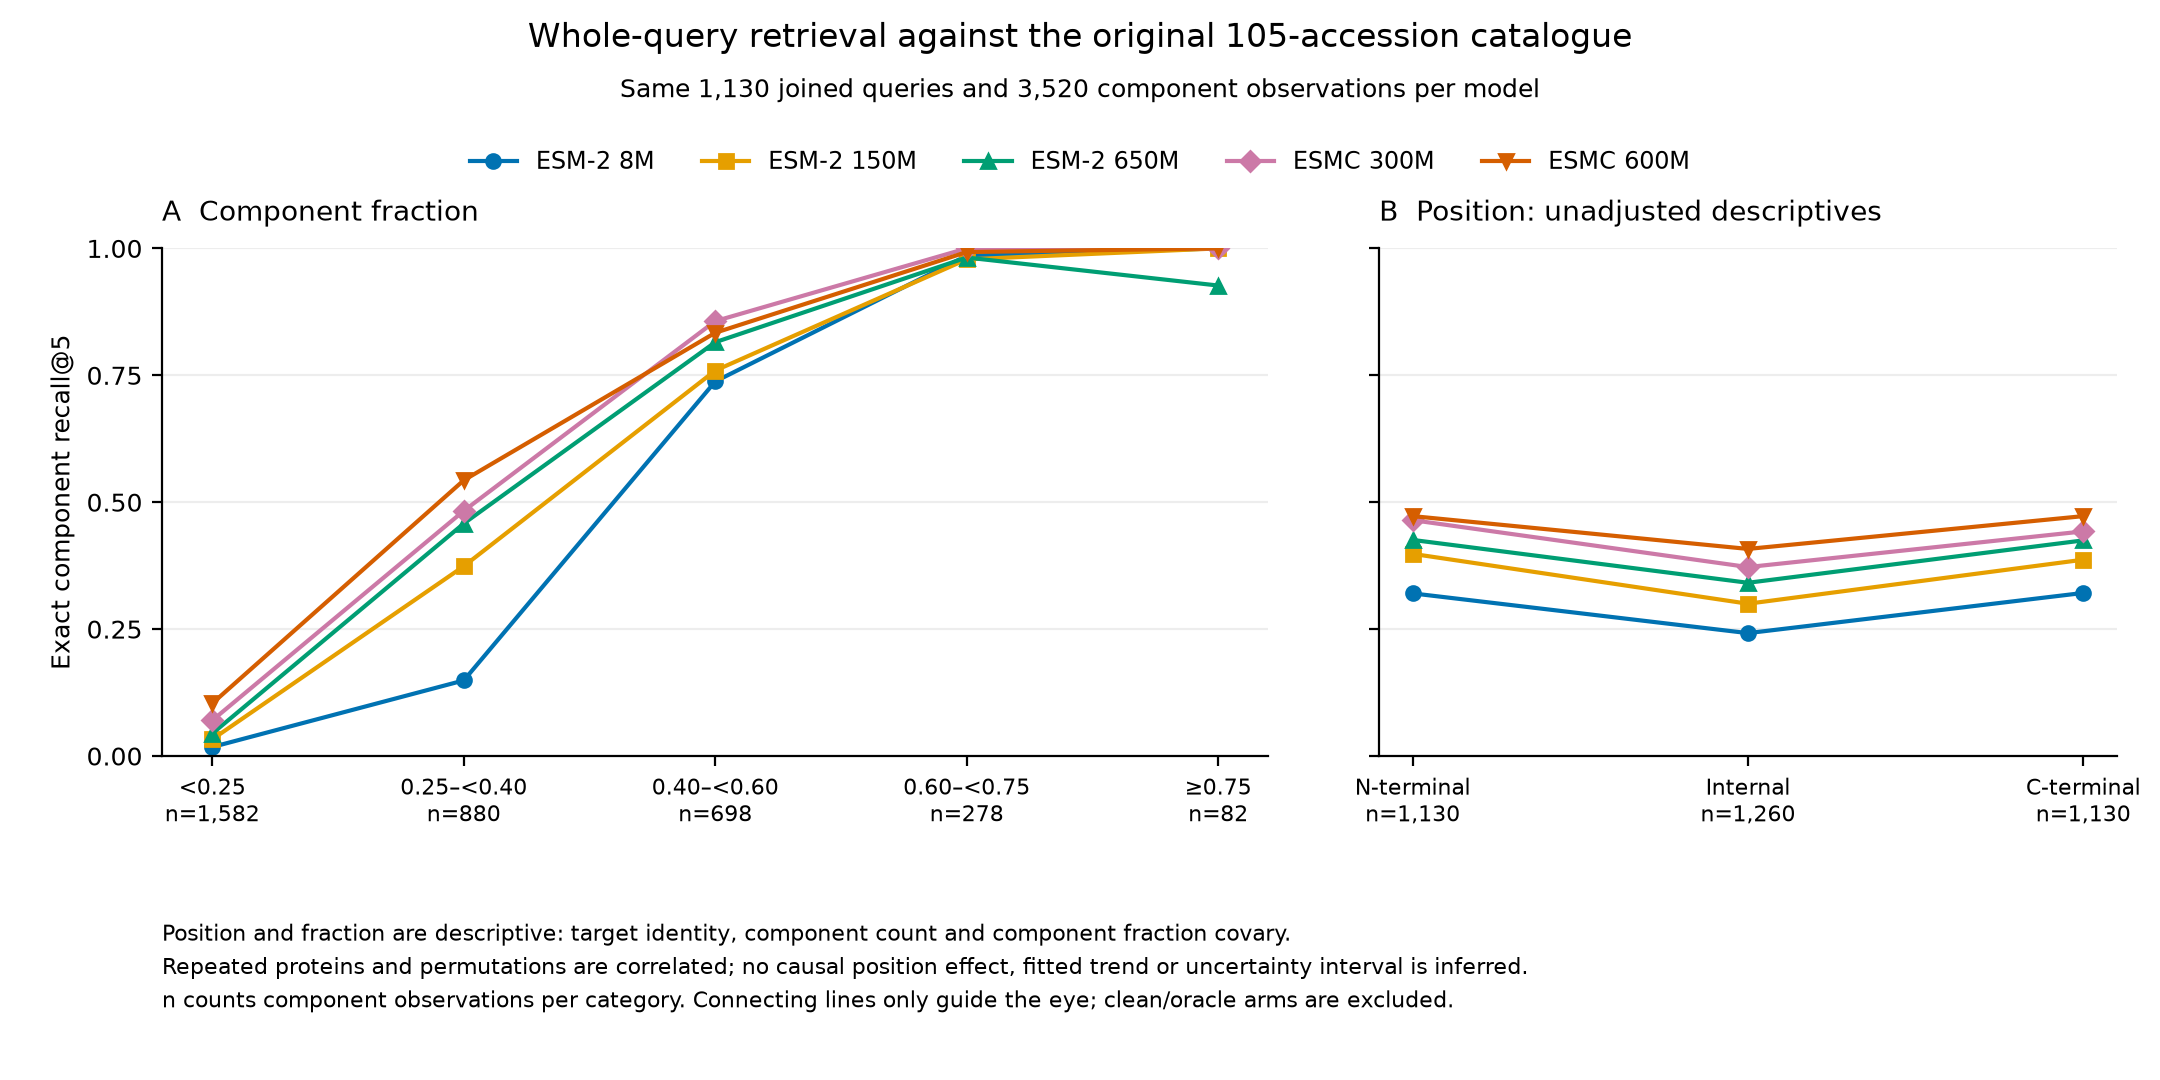 Whole-query retrieval against the original 105-accession catalogue
Same 1,130 joined queries and 3,520 component observations per model
ESM-2 8M
ESM-2 150M
ESM-2 650M
ESMC 300M
ESMC 600M
A Component fraction
Exact component recall@5
1.00
0.75
0.50
0.25
0.00
<0.25
n=1,582
0.25–<0.40
n=880
0.40–<0.60
n=698
0.60–<0.75
n=278
≥0.75
n=82
B Position: unadjusted descriptives
N-terminal
n=1,130
Internal
n=1,260
C-terminal
n=1,130
Position and fraction are descriptive: target identity, component count and component fraction covary.
Repeated proteins and permutations are correlated; no causal position effect, fitted trend or uncertainty interval is inferred.
n counts component observations per category. Connecting lines only guide the eye; clean/oracle arms are excluded.